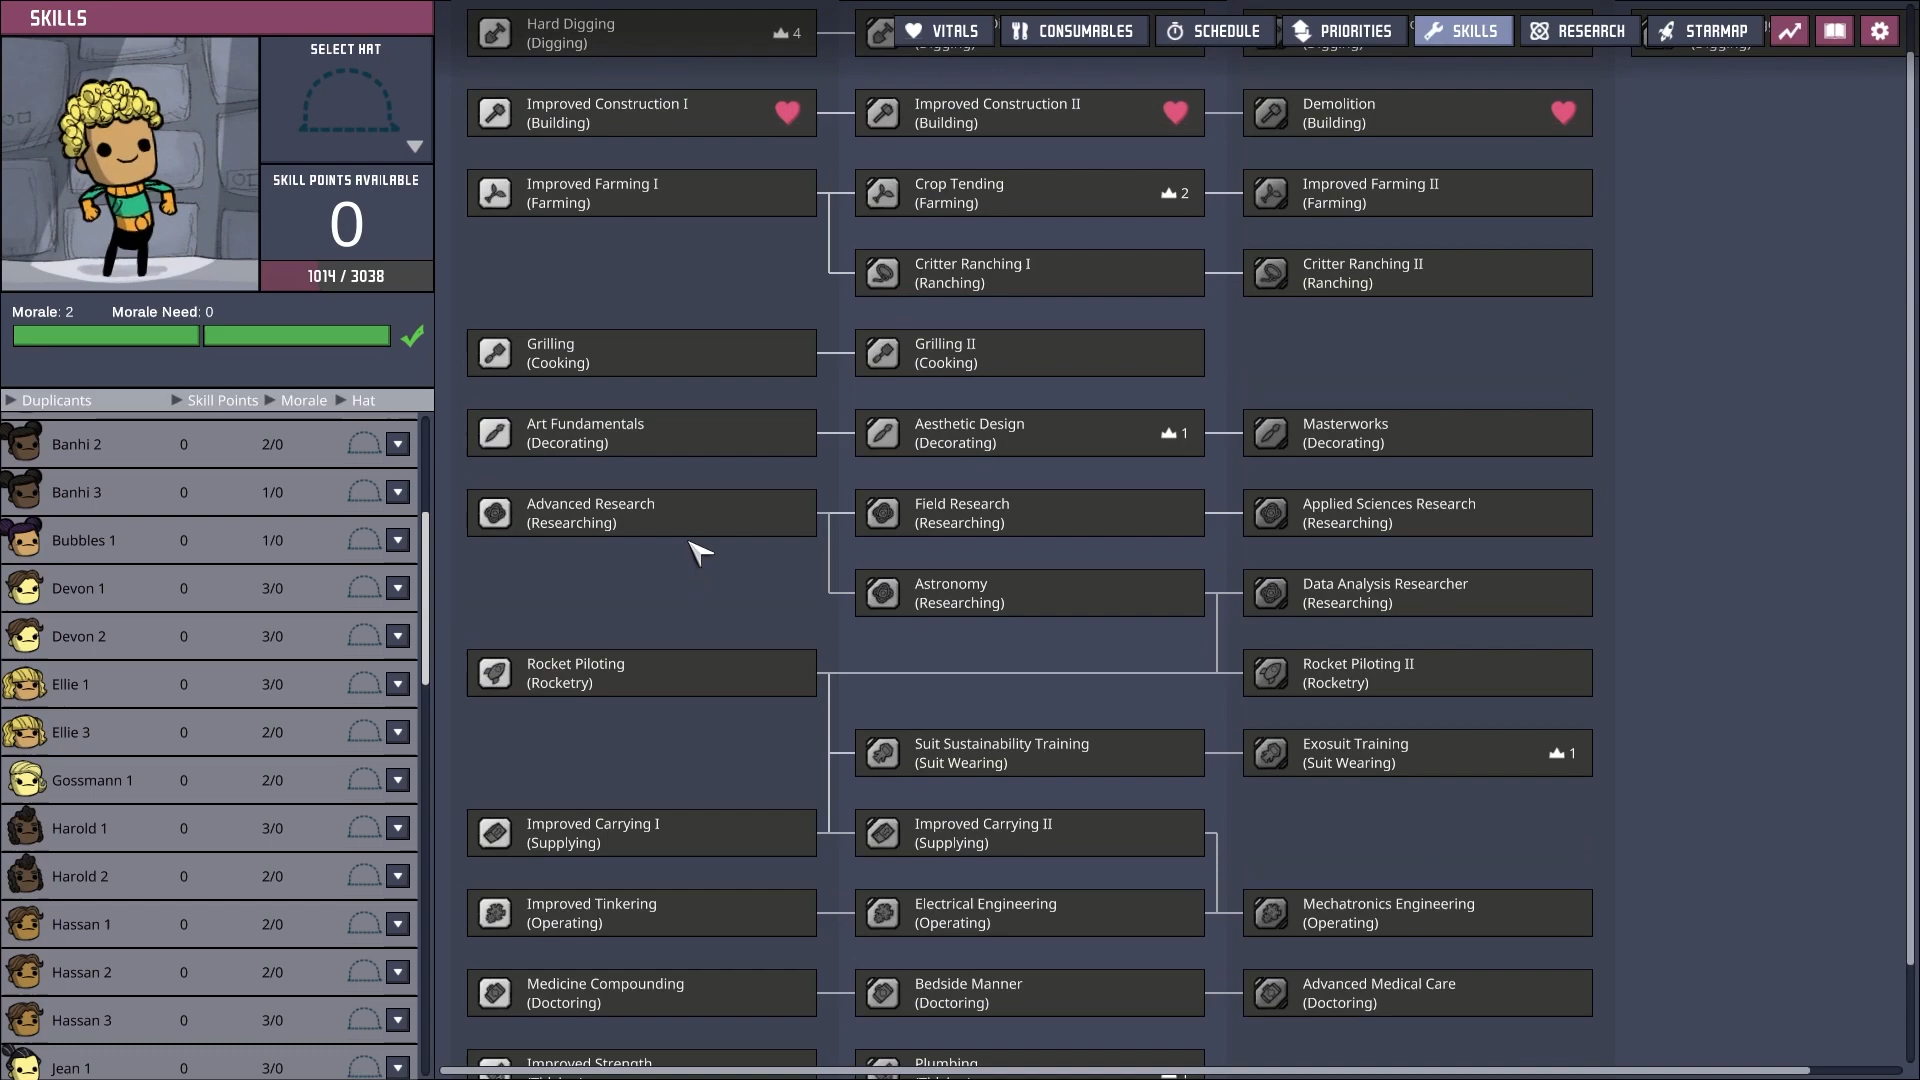 SKILLS
SELECT HAT
SKILL POINTS AVAILABLE
0
1014 / 3038
Morale: 2 Morale Need: 0
Duplicants Skill Points Morale Hat
Banhi 2 0 2/0
Banhi 3 0 1/0
Bubbles 1 0 1/0
Devon 1 0 3/0
Devon 2 0 3/0
Ellie 1 0 3/0
Ellie 3 0 2/0
Gossmann 1 0 2/0
Harold 1 0 3/0
Harold 2 0 2/0
Hassan 1 0 2/0
Hassan 2 0 2/0
Hassan 3 0 3/0
Jean 1 0 3/0
VITALS CONSUMABLES SCHEDULE PRIORITIES SKILLS RESEARCH STARMAP
Hard Digging
(Digging)
4
Improved Construction I
(Building)
Improved Construction II
(Building)
Demolition
(Building)
Improved Farming I
(Farming)
Crop Tending
(Farming)
2
Improved Farming II
(Farming)
Critter Ranching I
(Ranching)
Critter Ranching II
(Ranching)
Grilling
(Cooking)
Grilling II
(Cooking)
Art Fundamentals
(Decorating)
Aesthetic Design
(Decorating)
1
Masterworks
(Decorating)
Advanced Research
(Researching)
Field Research
(Researching)
Applied Sciences Research
(Researching)
Astronomy
(Researching)
Data Analysis Researcher
(Researching)
Rocket Piloting
(Rocketry)
Rocket Piloting II
(Rocketry)
Suit Sustainability Training
(Suit Wearing)
Exosuit Training
(Suit Wearing)
1
Improved Carrying I
(Supplying)
Improved Carrying II
(Supplying)
Improved Tinkering
(Operating)
Electrical Engineering
(Operating)
Mechatronics Engineering
(Operating)
Medicine Compounding
(Doctoring)
Bedside Manner
(Doctoring)
Advanced Medical Care
(Doctoring)
Improved Strength
Plumbing